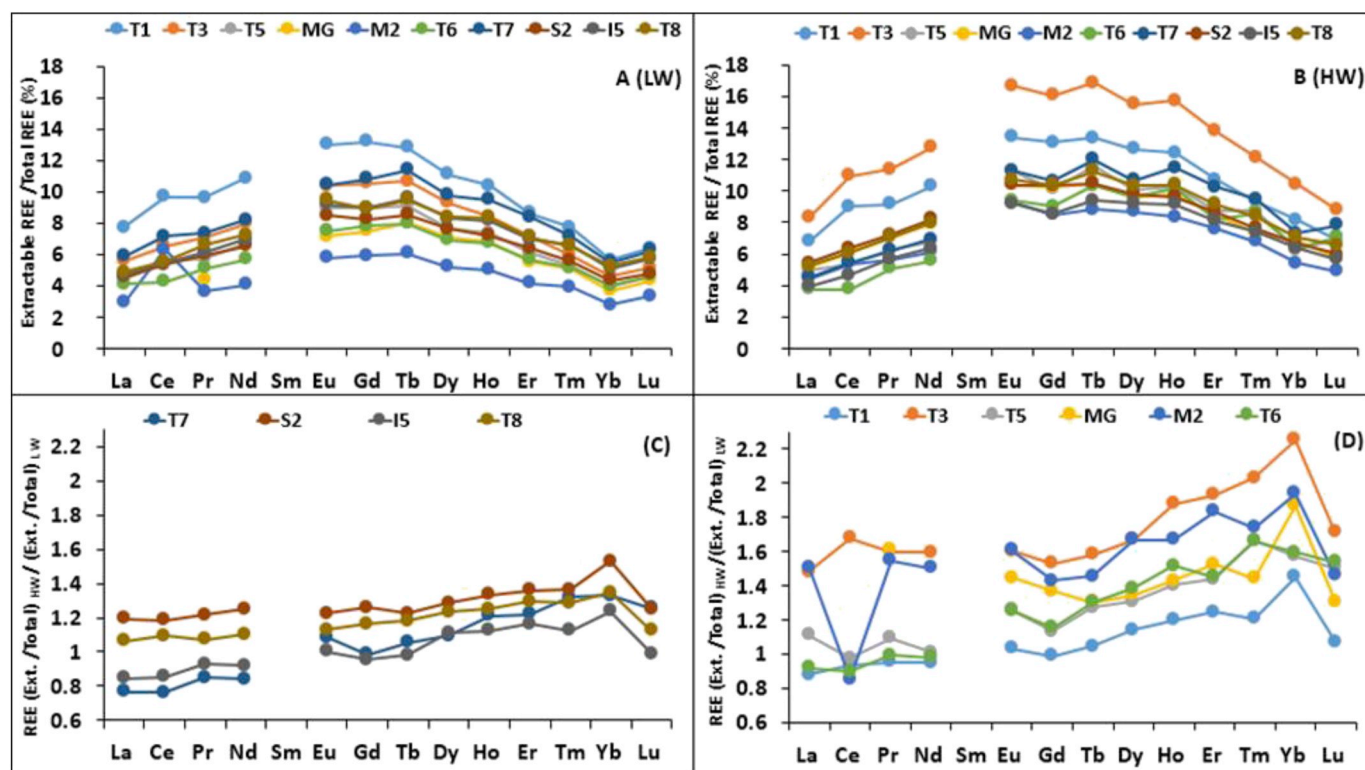 T1 T3 T5 MG M2 T6 T7 S2 I5 T8
A (LW)
Extractable REE /Total REE (%)
18
16
14
12
10
8
6
4
2
0
La Ce Pr Nd Sm Eu Gd Tb Dy Ho Er Tm Yb Lu
T1 T3 T5 MG M2 T6 T7 S2 I5 T8
B (HW)
Extractable REE /Total REE (%)
18
16
14
12
10
8
6
4
2
0
La Ce Pr Nd Sm Eu Gd Tb Dy Ho Er Tm Yb Lu
T7 S2 I5 T8
(C)
REE (Ext. /Total) HW / (Ext. /Total) LW
2.2
2
1.8
1.6
1.4
1.2
1
0.8
0.6
La Ce Pr Nd Sm Eu Gd Tb Dy Ho Er Tm Yb Lu
T1 T3 T5 MG M2 T6
(D)
REE (Ext. /Total) HW / (Ext. /Total) LW
2.2
2
1.8
1.6
1.4
1.2
1
0.8
0.6
La Ce Pr Nd Sm Eu Gd Tb Dy Ho Er Tm Yb Lu